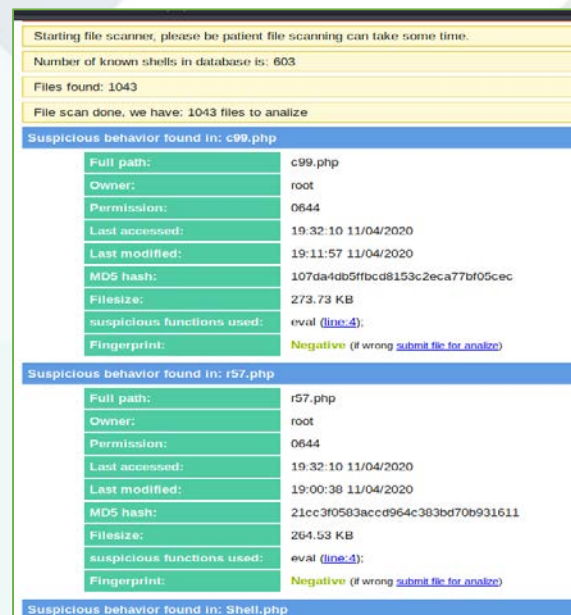 Starting file scanner, please be patient file scanning can take some time.
Number of known shells in database is: 603
Files found: 1043
File scan done, we have: 1043 files to analize
Suspicious behavior found in: c99.php
Full path: c99.php
Owner: root
Permission: 0644
Last accessed: 19:32:10 11/04/2020
Last modified: 19:11:57 11/04/2020
MD5 hash: 107da4db5ffbcd8153c2eca77bf05cec
Filesize: 273.73 KB
suspicious functions used: eval (line:4);
Fingerprint: Negative (if wrong submit file for analize)
Suspicious behavior found in: r57.php
Full path: r57.php
Owner: root
Permission: 0644
Last accessed: 19:32:10 11/04/2020
Last modified: 19:00:38 11/04/2020
MD5 hash: 21cc3f0583accd964c383bd70b931611
Filesize: 264.53 KB
suspicious functions used: eval (line:4);
Fingerprint: Negative (if wrong submit file for analize)
Suspicious behavior found in: Shell.php